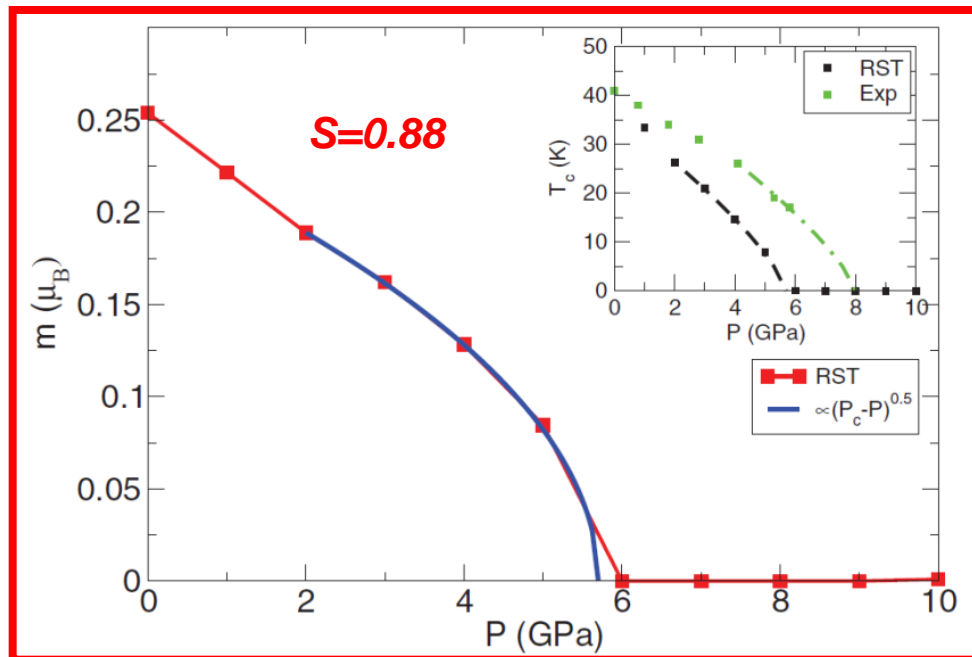 S=0.88
m (μB)
0.25
0.2
0.15
0.1
0.05
0
0 2 4 6 8 10
P (GPa)
RST
∝(Pc-P)^0.5
Tc (K)
50
40
30
20
10
0
0 2 4 6 8 10
P (GPa)
RST
Exp